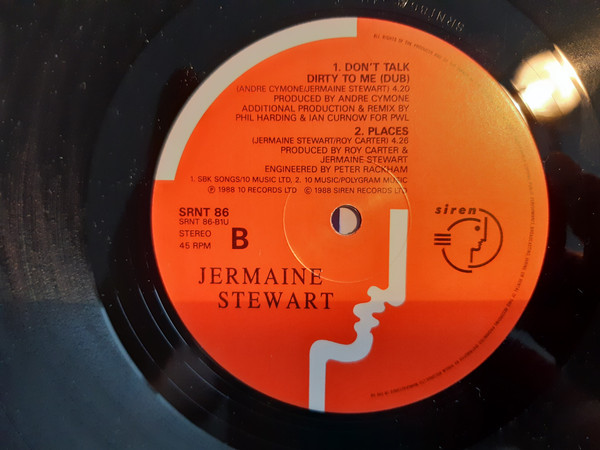 1. DON'T TALK
DIRTY TO ME (DUB)
(ANDRE CYMONE/JERMAINE STEWART) 4.20
PRODUCED BY ANDRE CYMONE
ADDITIONAL PRODUCTION & REMIX BY
PHIL HARDING & IAN CURNOW FOR PWL
2. PLACES
(JERMAINE STEWART/ROY CARTER) 4.26
PRODUCED BY ROY CARTER &
JERMAINE STEWART
ENGINEERED BY PETER RACKHAM
1. SBK SONGS/10 MUSIC LTD, 2. 10 MUSIC/POLYGRAM MUSIC
℗ 1988 10 RECORDS LTD © 1988 SIREN RECORDS LTD
SRNT 86
SRNT 86-B1U
STEREO
45 RPM
B
siren
JERMAINE
STEWART